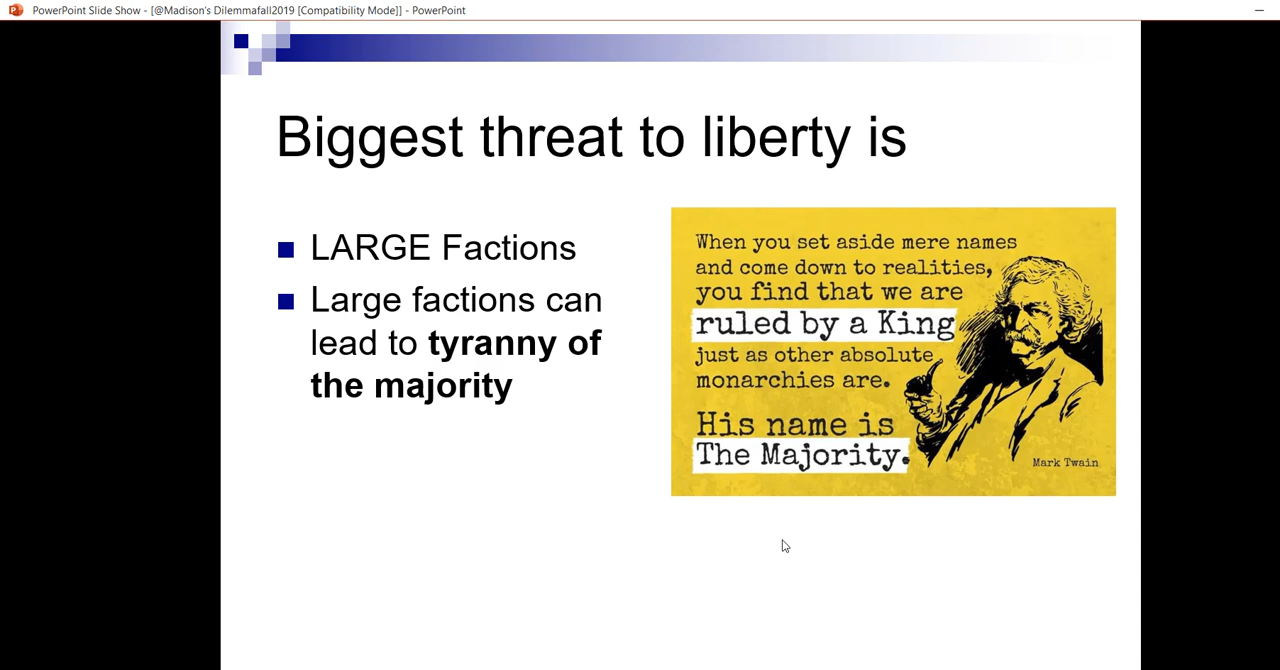 PowerPoint Slide Show - [@Madison's Dilemmafall2019 [Compatibility Mode]] - PowerPoint
Biggest threat to liberty is
LARGE Factions
Large factions can
lead to tyranny of
the majority
When you set aside mere names
and come down to realities,
you find that we are
ruled by a King
just as other absolute
monarchies are.
His name is
The Majority.
Mark Twain